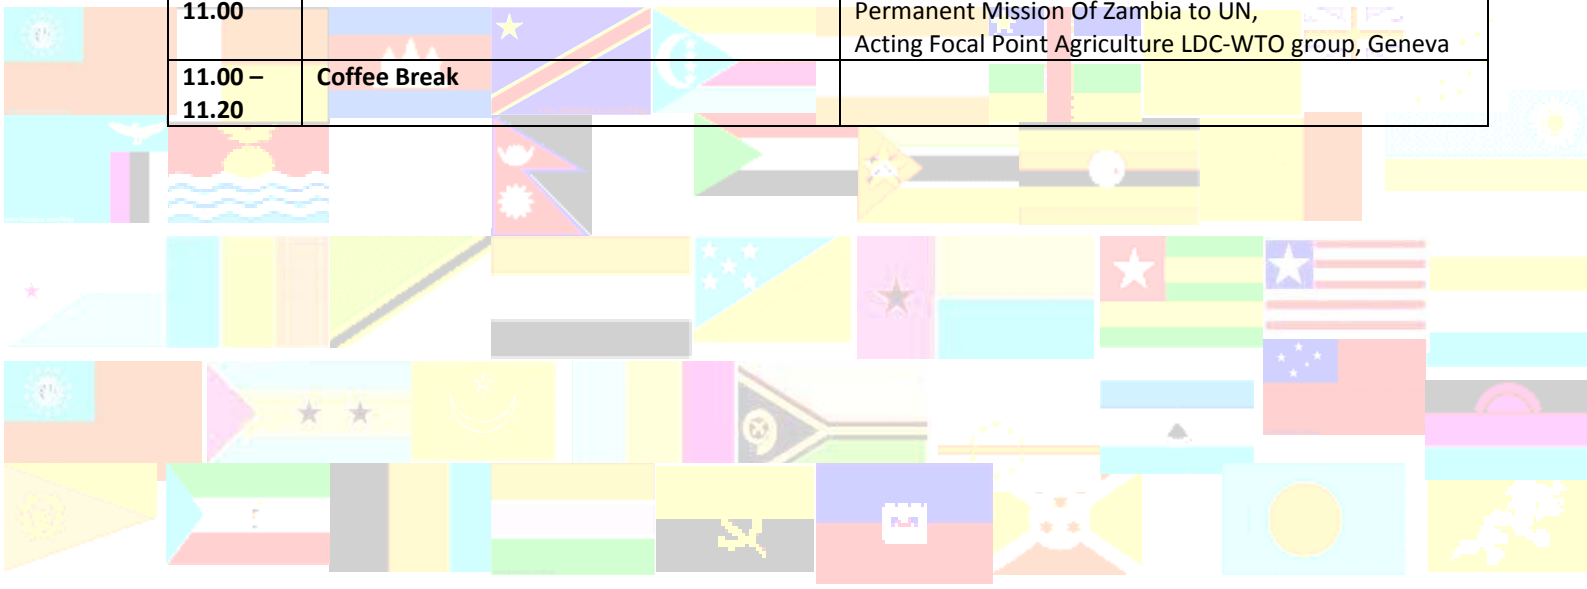 11.00
Permanent Mission Of Zambia to UN,
Acting Focal Point Agriculture LDC-WTO group, Geneva
11.00 –
Coffee Break
11.20